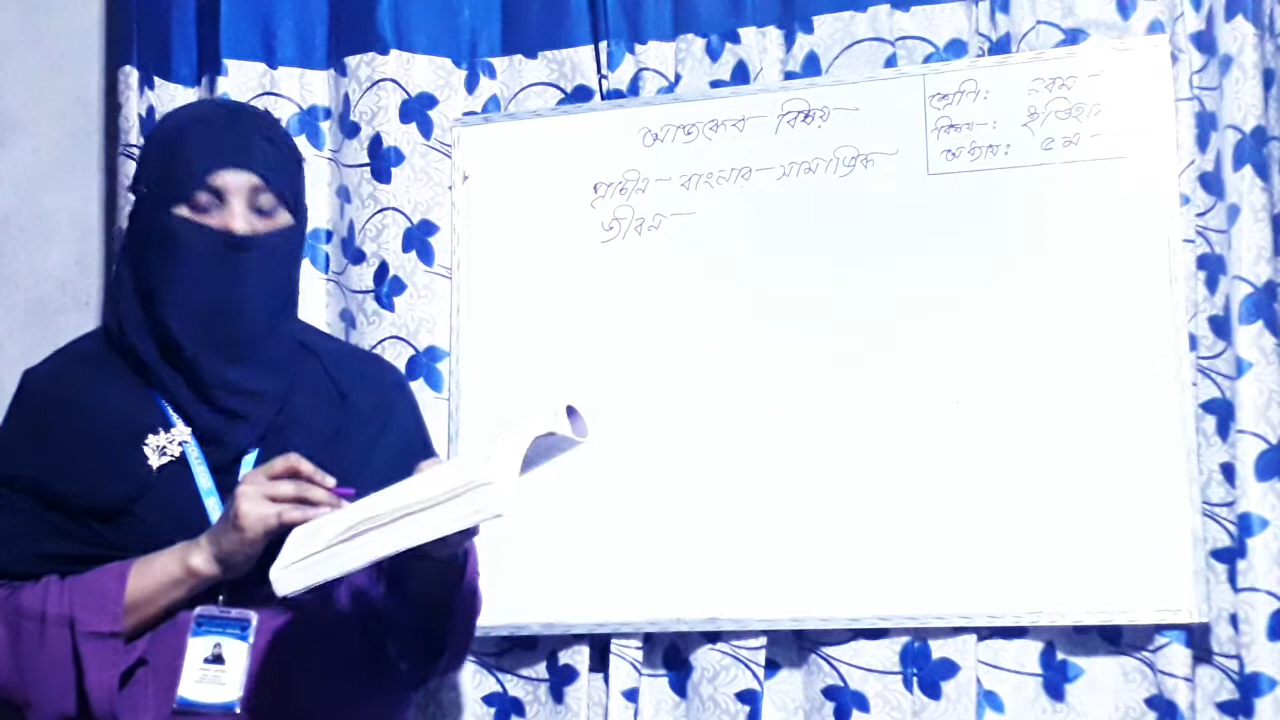 আজকের বিষয়
প্রাচীন বাংলার সামাজিক
জীবন
শ্রেণি: নবম
বিষয়: ইতিহাস
অধ্যায়: ৫ম